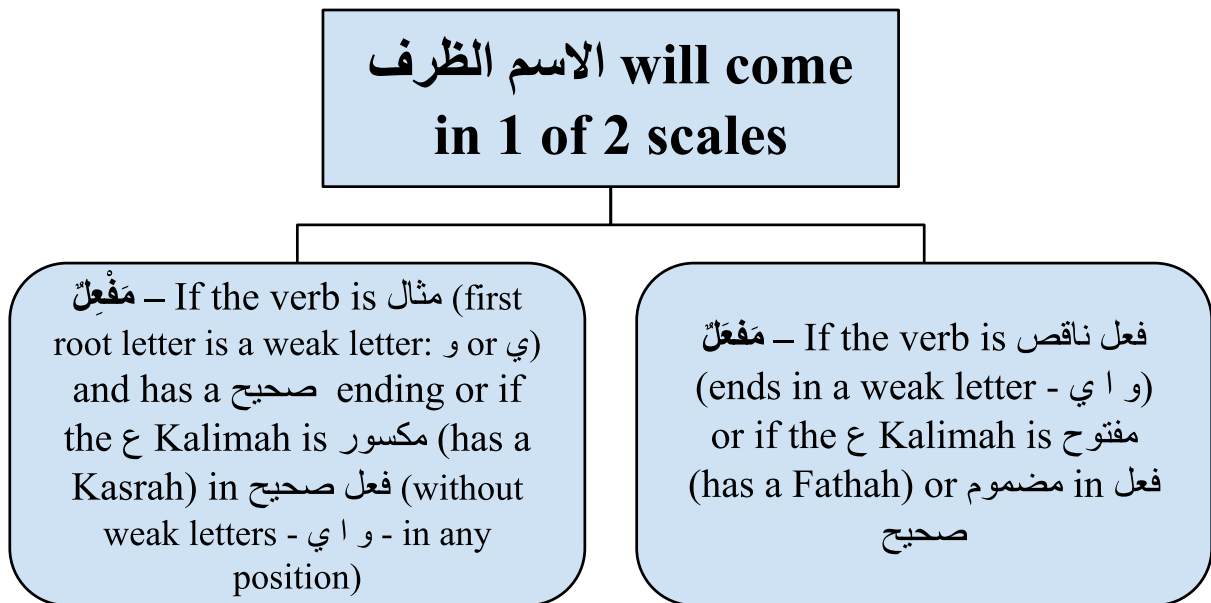 الاسم الظرف will come
in 1 of 2 scales
مَفْعِلٌ – If the verb is مثال (first
root letter is a weak letter: و or ي)
and has a صحيح ending or if
the ع Kalimah is مكسور (has a
Kasrah) in فعل صحيح (without
weak letters - و ا ي - in any
position)
مَفعَلٌ – If the verb is فعل ناقص
(ends in a weak letter - و ا ي)
or if the ع Kalimah is مفتوح
(has a Fathah) or مضموم in فعل
صحيح